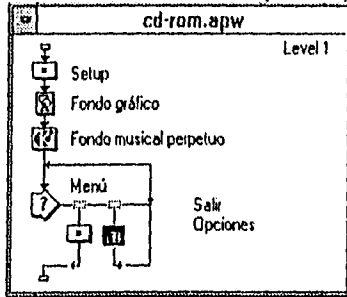 cd-rom.apw
Level 1
Setup
Fondo gráfico
Fondo musical perpetuo
Menú
?
Salir
Opciones